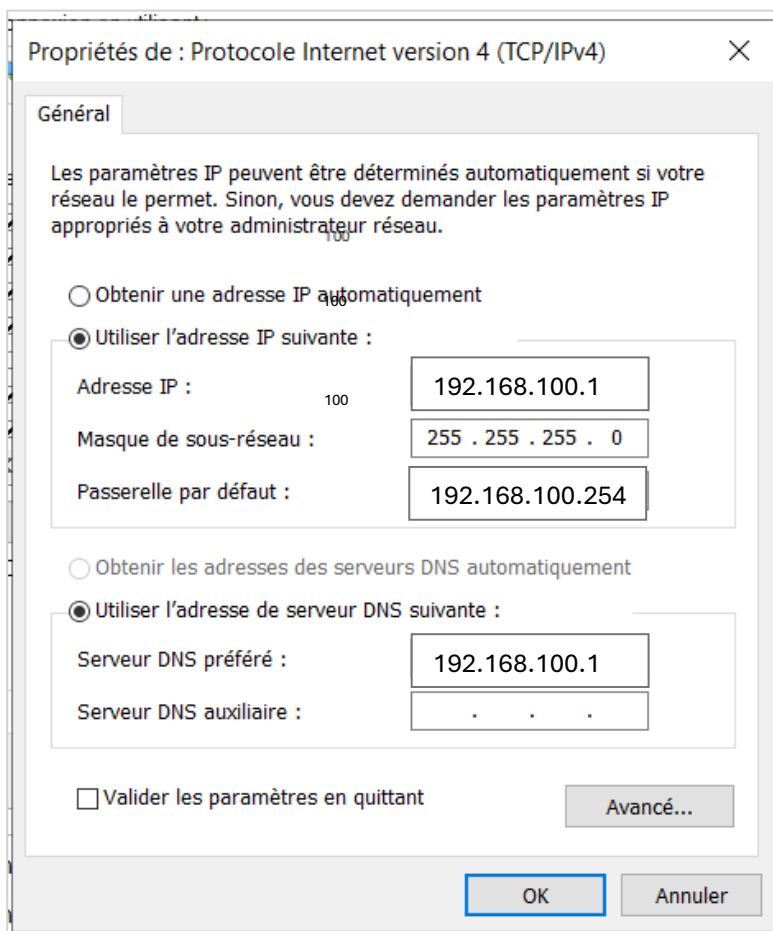 Propriétés de : Protocole Internet version 4 (TCP/IPv4)
Général
Les paramètres IP peuvent être déterminés automatiquement si votre
réseau le permet. Sinon, vous devez demander les paramètres IP
appropriés à votre administrateur réseau.
100
Obtenir une adresse IP automatiquement
100
Utiliser l'adresse IP suivante :
Adresse IP :
192.168.100.1
100
Masque de sous-réseau :
255 . 255 . 255 . 0
Passerelle par défaut :
192.168.100.254
Obtenir les adresses des serveurs DNS automatiquement
Utiliser l'adresse de serveur DNS suivante :
Serveur DNS préféré :
192.168.100.1
Serveur DNS auxiliaire :
. . .
Valider les paramètres en quittant
Avancé...
OK
Annuler